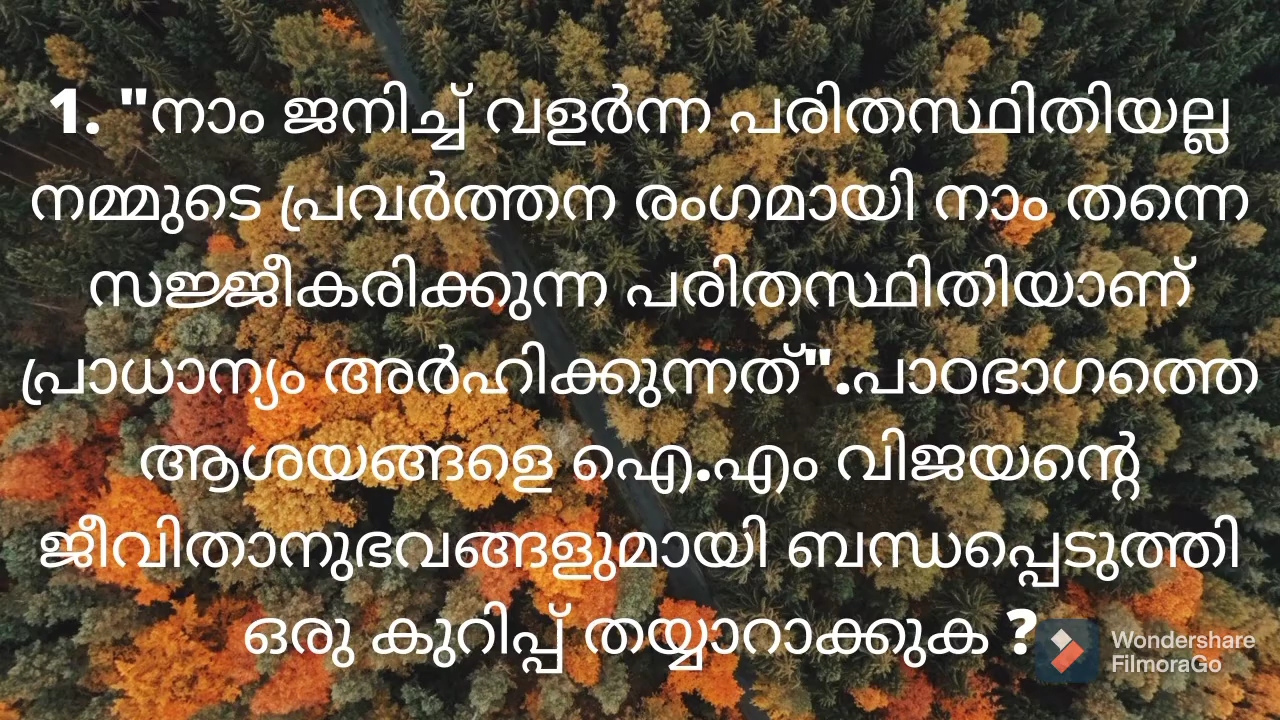 1. "നാം ജനിച്ച് വളർന്ന പരിതസ്ഥിതിയല്ല
നമ്മുടെ പ്രവർത്തന രംഗമായി നാം തന്നെ
സജ്ജീകരിക്കുന്ന പരിതസ്ഥിതിയാണ്
പ്രാധാന്യം അർഹിക്കുന്നത്".പാഠഭാഗത്തെ
ആശയങ്ങളെ ഐ.എം വിജയന്റെ
ജീവിതാനുഭവങ്ങളുമായി ബന്ധപ്പെടുത്തി
ഒരു കുറിപ്പ് തയ്യാറാക്കുക ?
Wondershare
FilmoraGo